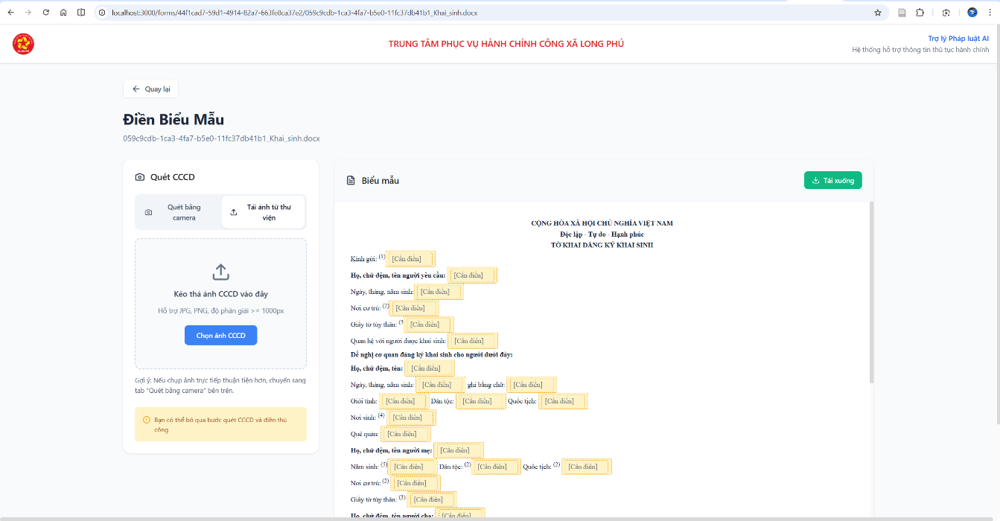 localhost:3000/forms/44f1cad7-59d1-4914-82a7-663fe8ca37e2/059c9cdb-1ca3-4fa7-b5e0-11fc37db41b1_Khai_sinh.docx
TRUNG TÂM PHỤC VỤ HÀNH CHÍNH CÔNG XÃ LONG PHÚ
Trợ lý Pháp luật AI
Hệ thống hỗ trợ thông tin thủ tục hành chính
Quay lại
Điền Biểu Mẫu
059c9cdb-1ca3-4fa7-b5e0-11fc37db41b1_Khai_sinh.docx
Quét CCCD
Quét bằng
camera
Tải ảnh từ thư
viện
Kéo thả ảnh CCCD vào đây
Hỗ trợ JPG, PNG, độ phân giải >= 1000px
Chọn ảnh CCCD
Gợi ý: Nếu chụp ảnh trực tiếp thuận tiện hơn, chuyển sang
tab "Quét bằng camera" bên trên.
Bạn có thể bỏ qua bước quét CCCD và điền thủ
công
Biểu mẫu
Tải xuống
CỘNG HÒA XÃ HỘI CHỦ NGHĨA VIỆT NAM
Độc lập - Tự do - Hạnh phúc
TỜ KHAI ĐĂNG KÝ KHAI SINH
Kính gửi: (1) [Cần điền]
Họ, chữ đệm, tên người yêu cầu: [Cần điền]
Ngày, tháng, năm sinh: [Cần điền]
Nơi cư trú: (2) [Cần điền]
Giấy tờ tùy thân: (3 [Cần điền]
Quan hệ với người được khai sinh: [Cần điền]
Đề nghị cơ quan đăng ký khai sinh cho người dưới đây:
Họ, chữ đệm, tên: [Cần điền]
Ngày, tháng, năm sinh: [Cần điền] ghi bằng chữ: [Cần điền]
Giới tính: [Cần điền] Dân tộc: [Cần điền] Quốc tịch: [Cần điền]
Nơi sinh: (4) [Cần điền]
Quê quán: [Cần điền]
Họ, chữ đệm, tên người mẹ: [Cần điền]
Năm sinh: (5) [Cần điền] Dân tộc: (2) [Cần điền] Quốc tịch: (2) [Cần điền]
Nơi cư trú: (2) [Cần điền]
Giấy tờ tùy thân: (3) [Cần điền]
Họ, chữ đệm, tên người cha: [Cần điền]